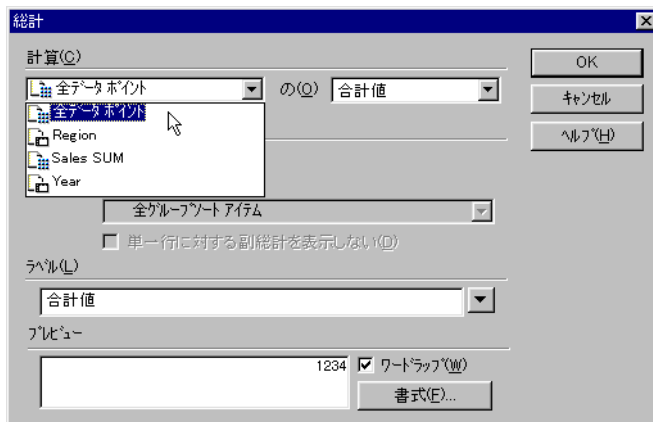 総計
計算(C)
全データ ポイント の(O) 合計値
全データ ポイント
Region
Sales SUM
Year
全グループソート アイテム
単一行に対する副総計を表示しない(D)
ラベル(L)
合計値
プレビュー
1234
ワードラップ(W)
書式(F)...
OK
キャンセル
ヘルプ(H)